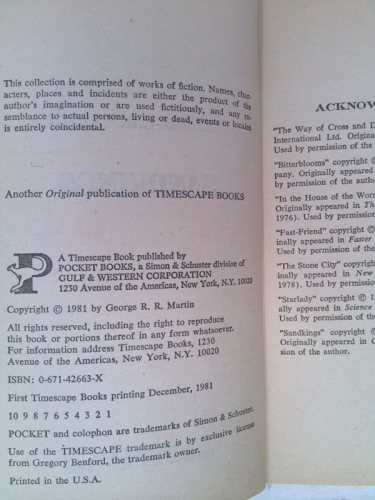 This collection is comprised of works of fiction. Names, char-
acters, places and incidents are either the product of the
author's imagination or are used fictitiously, and any re-
semblance to actual persons, living or dead, events or locales
is entirely coincidental.
Another Original publication of TIMESCAPE BOOKS
A Timescape Book published by
POCKET BOOKS, a Simon & Schuster division of
GULF & WESTERN CORPORATION
1230 Avenue of the Americas, New York, N.Y. 10020
Copyright © 1981 by George R. R. Martin
All rights reserved, including the right to reproduce
this book or portions thereof in any form whatsoever.
For information address Timescape Books, 1230
Avenue of the Americas, New York, N.Y. 10020
ISBN: 0-671-42663-X
First Timescape Books printing December, 1981
10 9 8 7 6 5 4 3 2 1
POCKET and colophon are trademarks of Simon & Schuster.
Use of the TIMESCAPE trademark is by exclusive license
from Gregory Benford, the trademark owner.
Printed in the U.S.A.
ACKNOW
"The Way of Cross and D
International Ltd. Origina
Used by permission of the
"Bitterblooms" copyright ©
pany. Originally appeared
by permission of the author
"In the House of the Worm
Originally appeared in Th
1976). Used by permission
"Fast-Friend" copyright ©
inally appeared in Faster
by permission of the author
"The Stone City" copyright
inally appeared in New
1978). Used by permission
"Starlady" copyright ©
ally appeared in Science
by permission of the author
"Sandkings" copyright ©
Originally appeared in
sion of the author.